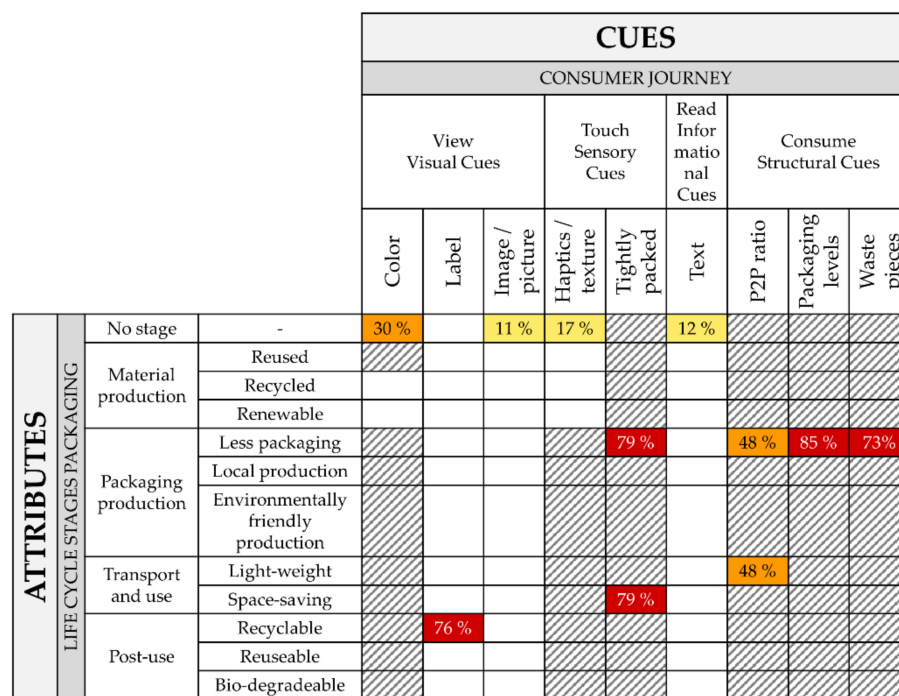 CUES
CONSUMER JOURNEY
View
Visual Cues
Touch
Sensory
Cues
Read
Infor
matio
nal
Cues
Consume
Structural Cues
Color
Label
Image /
picture
Haptics /
texture
Tightly
packed
Text
P2P ratio
Packaging
levels
Waste
pieces
ATTRIBUTES
LIFE CYCLE STAGES PACKAGING
No stage - 30 % 11 % 17 % 12 %
Material
production
Reused
Recycled
Renewable
Packaging
production
Less packaging 79 % 48 % 85 % 73%
Local production
Environmentally
friendly
production
Transport
and use
Light-weight 48 %
Space-saving 79 %
Post-use
Recyclable 76 %
Reuseable
Bio-degradeable